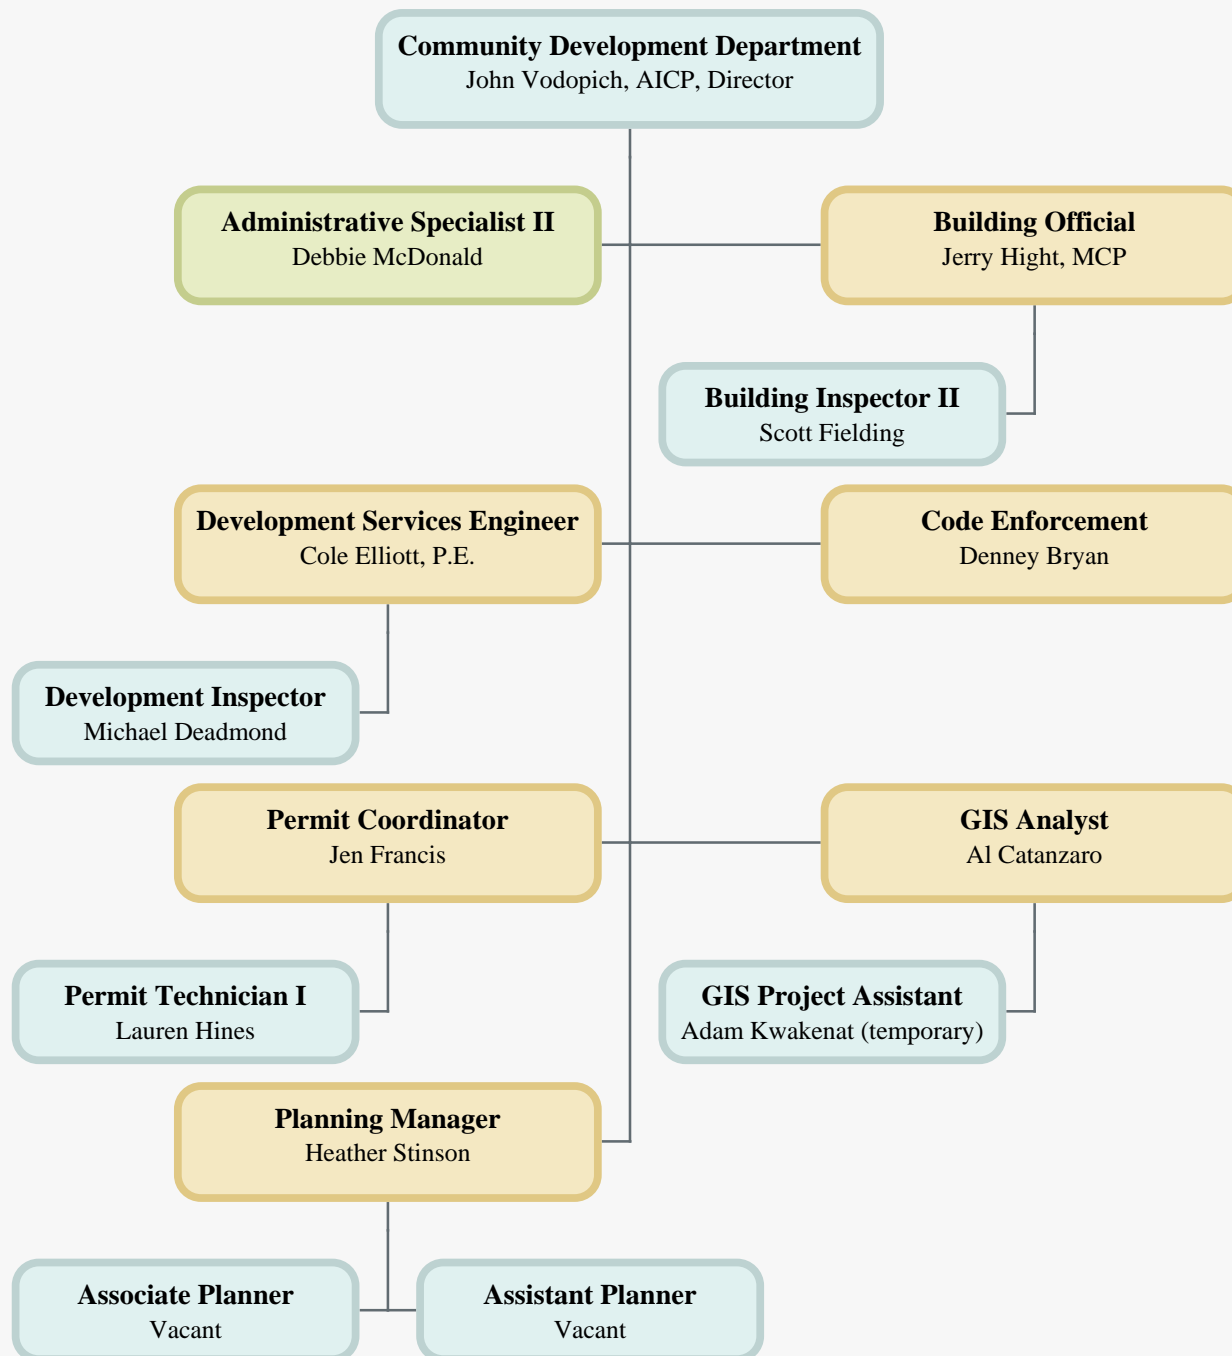 Community Development Department
John Vodopich, AICP, Director
Administrative Specialist II
Debbie McDonald
Building Official
Jerry Hight, MCP
Building Inspector II
Scott Fielding
Development Services Engineer
Cole Elliott, P.E.
Code Enforcement
Denney Bryan
Development Inspector
Michael Deadmond
Permit Coordinator
Jen Francis
GIS Analyst
Al Catanzaro
Permit Technician I
Lauren Hines
GIS Project Assistant
Adam Kwakenat (temporary)
Planning Manager
Heather Stinson
Associate Planner
Vacant
Assistant Planner
Vacant